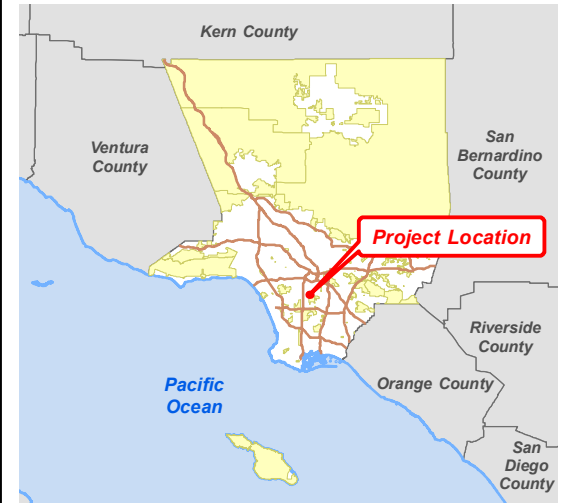 Kern County
Ventura
County
San
Bernardino
County
Project Location
Riverside
County
Pacific
Ocean
Orange County
San
Diego
County